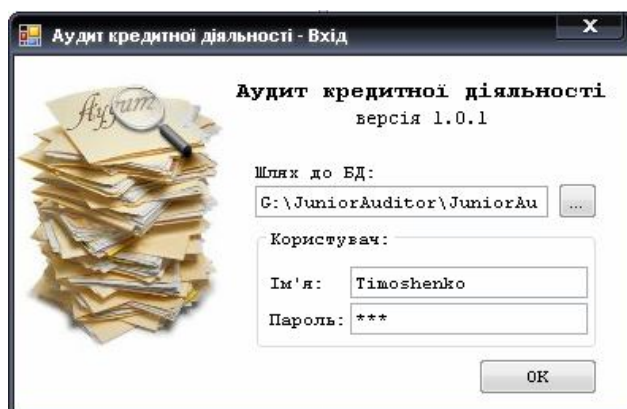 Аудит кредитної діяльності - Вхід
Аудит
Аудит кредитної діяльності
версія 1.0.1
Шлях до БД:
G:\JuniorAuditor\JuniorAu
...
Користувач:
Ім'я:
Timoshenko
Пароль:
***
OK